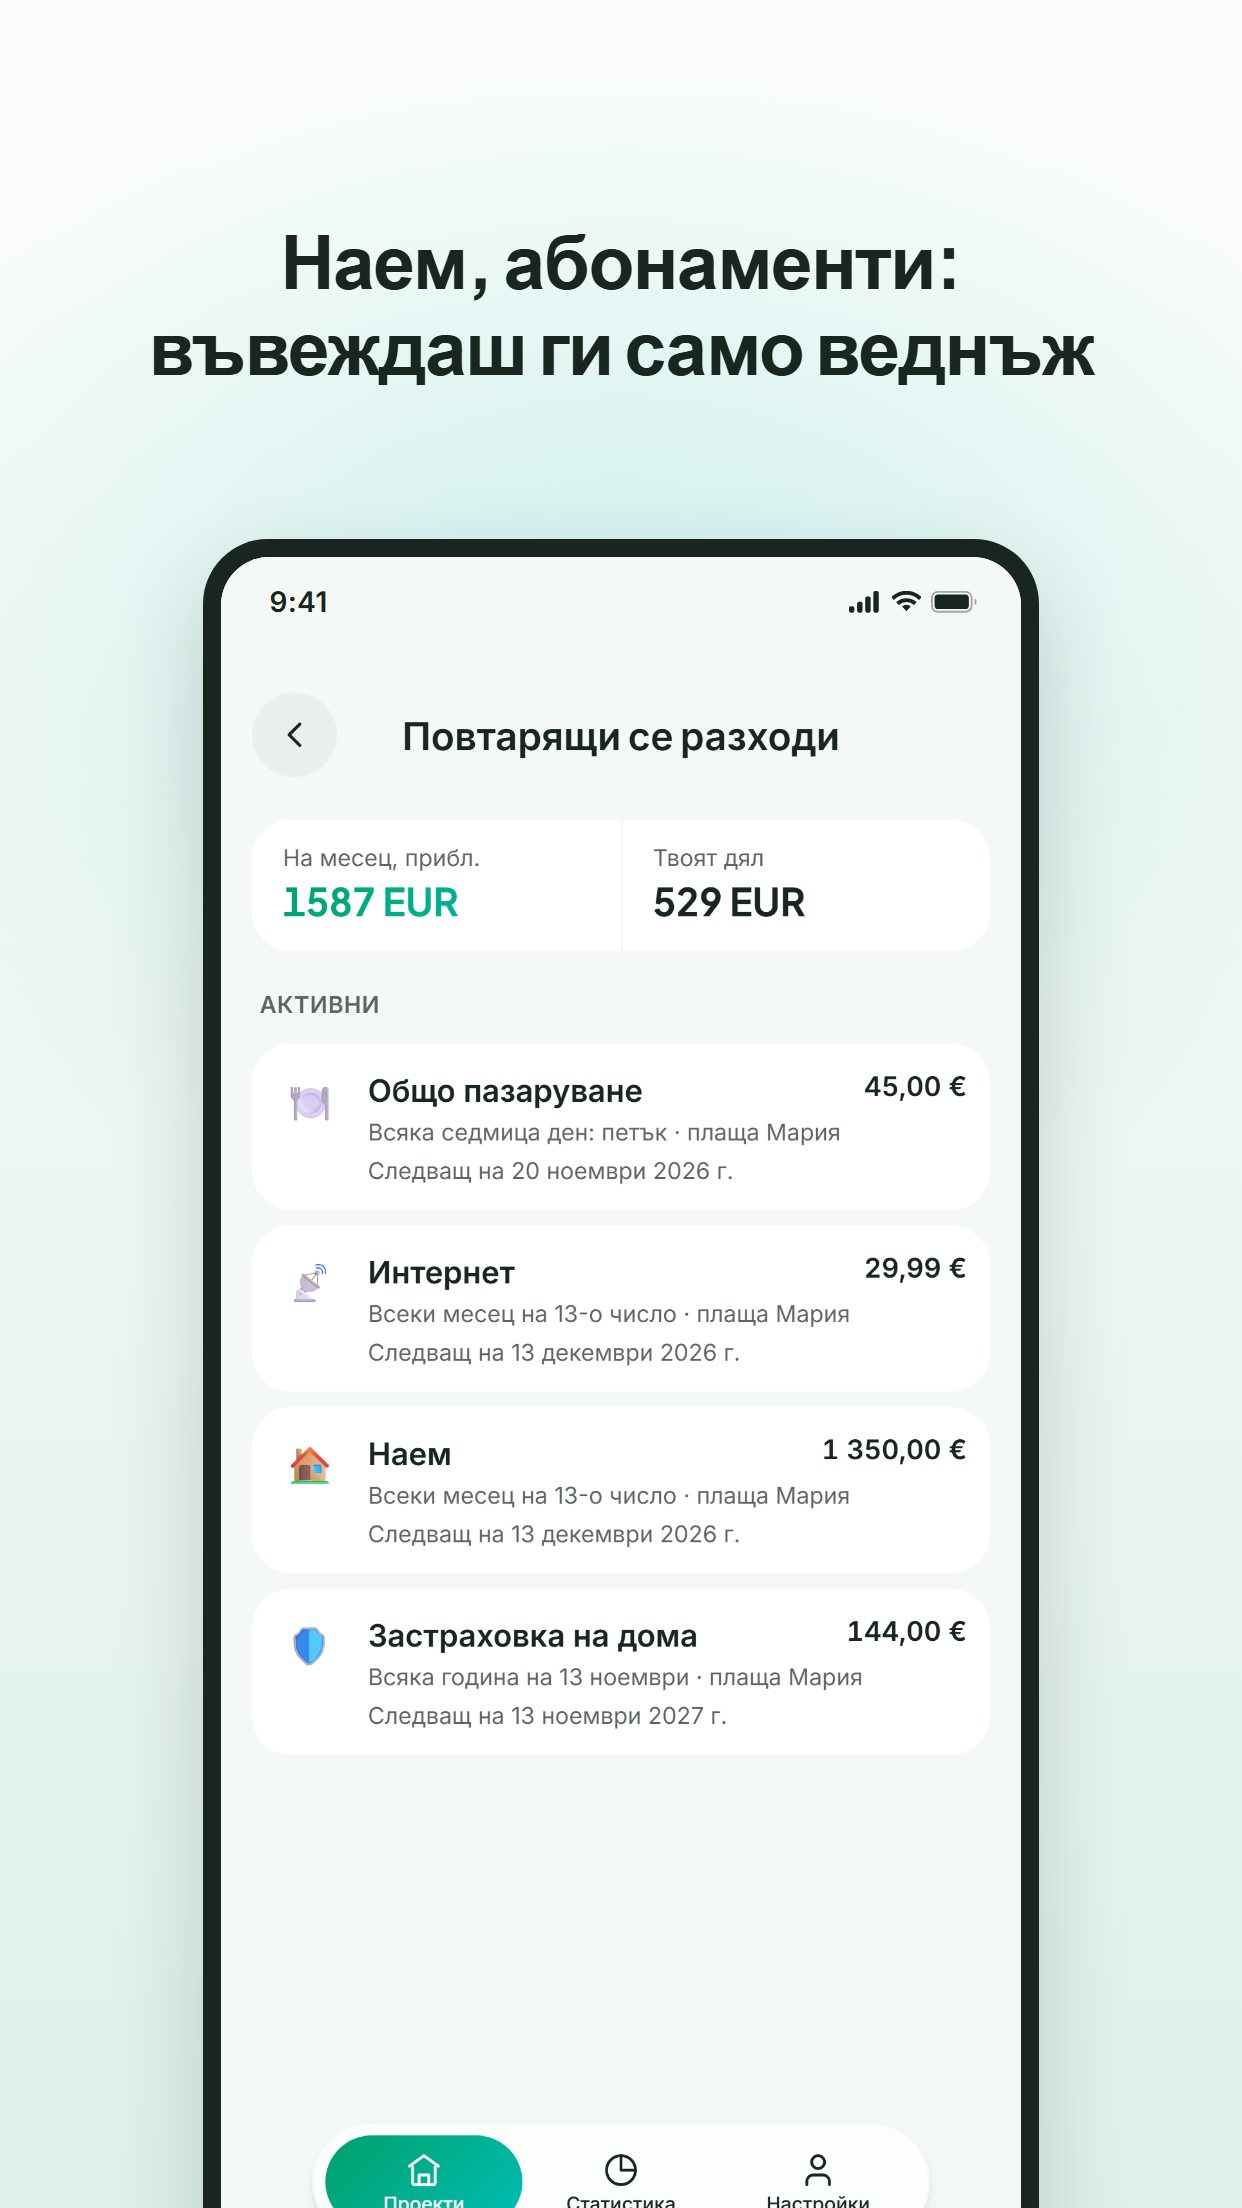 Наем, абонаменти:
въвеждаш ги само веднъж
9:41
Повтарящи се разходи
На месец, прибл.
1587 EUR
Твоят дял
529 EUR
АКТИВНИ
Общо пазаруване
45,00 €
Всяка седмица ден: петък · плаща Мария
Следващ на 20 ноември 2026 г.
Интернет
29,99 €
Всеки месец на 13-о число · плаща Мария
Следващ на 13 декември 2026 г.
Наем
1 350,00 €
Всеки месец на 13-о число · плаща Мария
Следващ на 13 декември 2026 г.
Застраховка на дома
144,00 €
Всяка година на 13 ноември · плаща Мария
Следващ на 13 ноември 2027 г.
Проекти
Статистика
Настройки